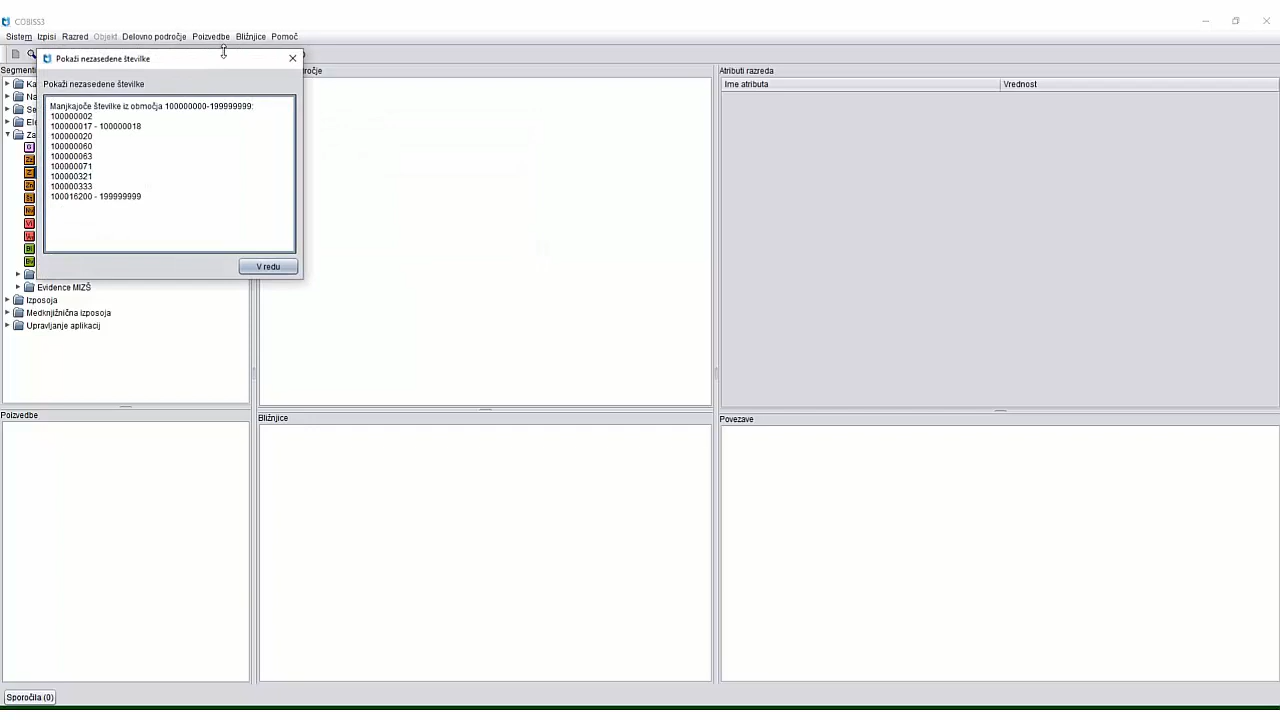 COBISS3
Sistem Izpisi Razred Objekt Delovno področje Poizvedbe Bližnjice Pomoč
Pokaži nezasedene številke
Pokaži nezasedene številke
Manjkajoče številke iz območja 100000000-199999999:
100000002
100000017 - 100000018
100000020
100000060
100000063
100000071
100000321
100000333
100016200 - 199999999
V redu
Segmenti
Evidence MIZŠ
Izposoja
Medknjižnična izposoja
Upravljanje aplikacij
Atributi razreda
Ime atributa Vrednost
Poizvedbe
Bližnjice
Povezave
Sporočila (0)